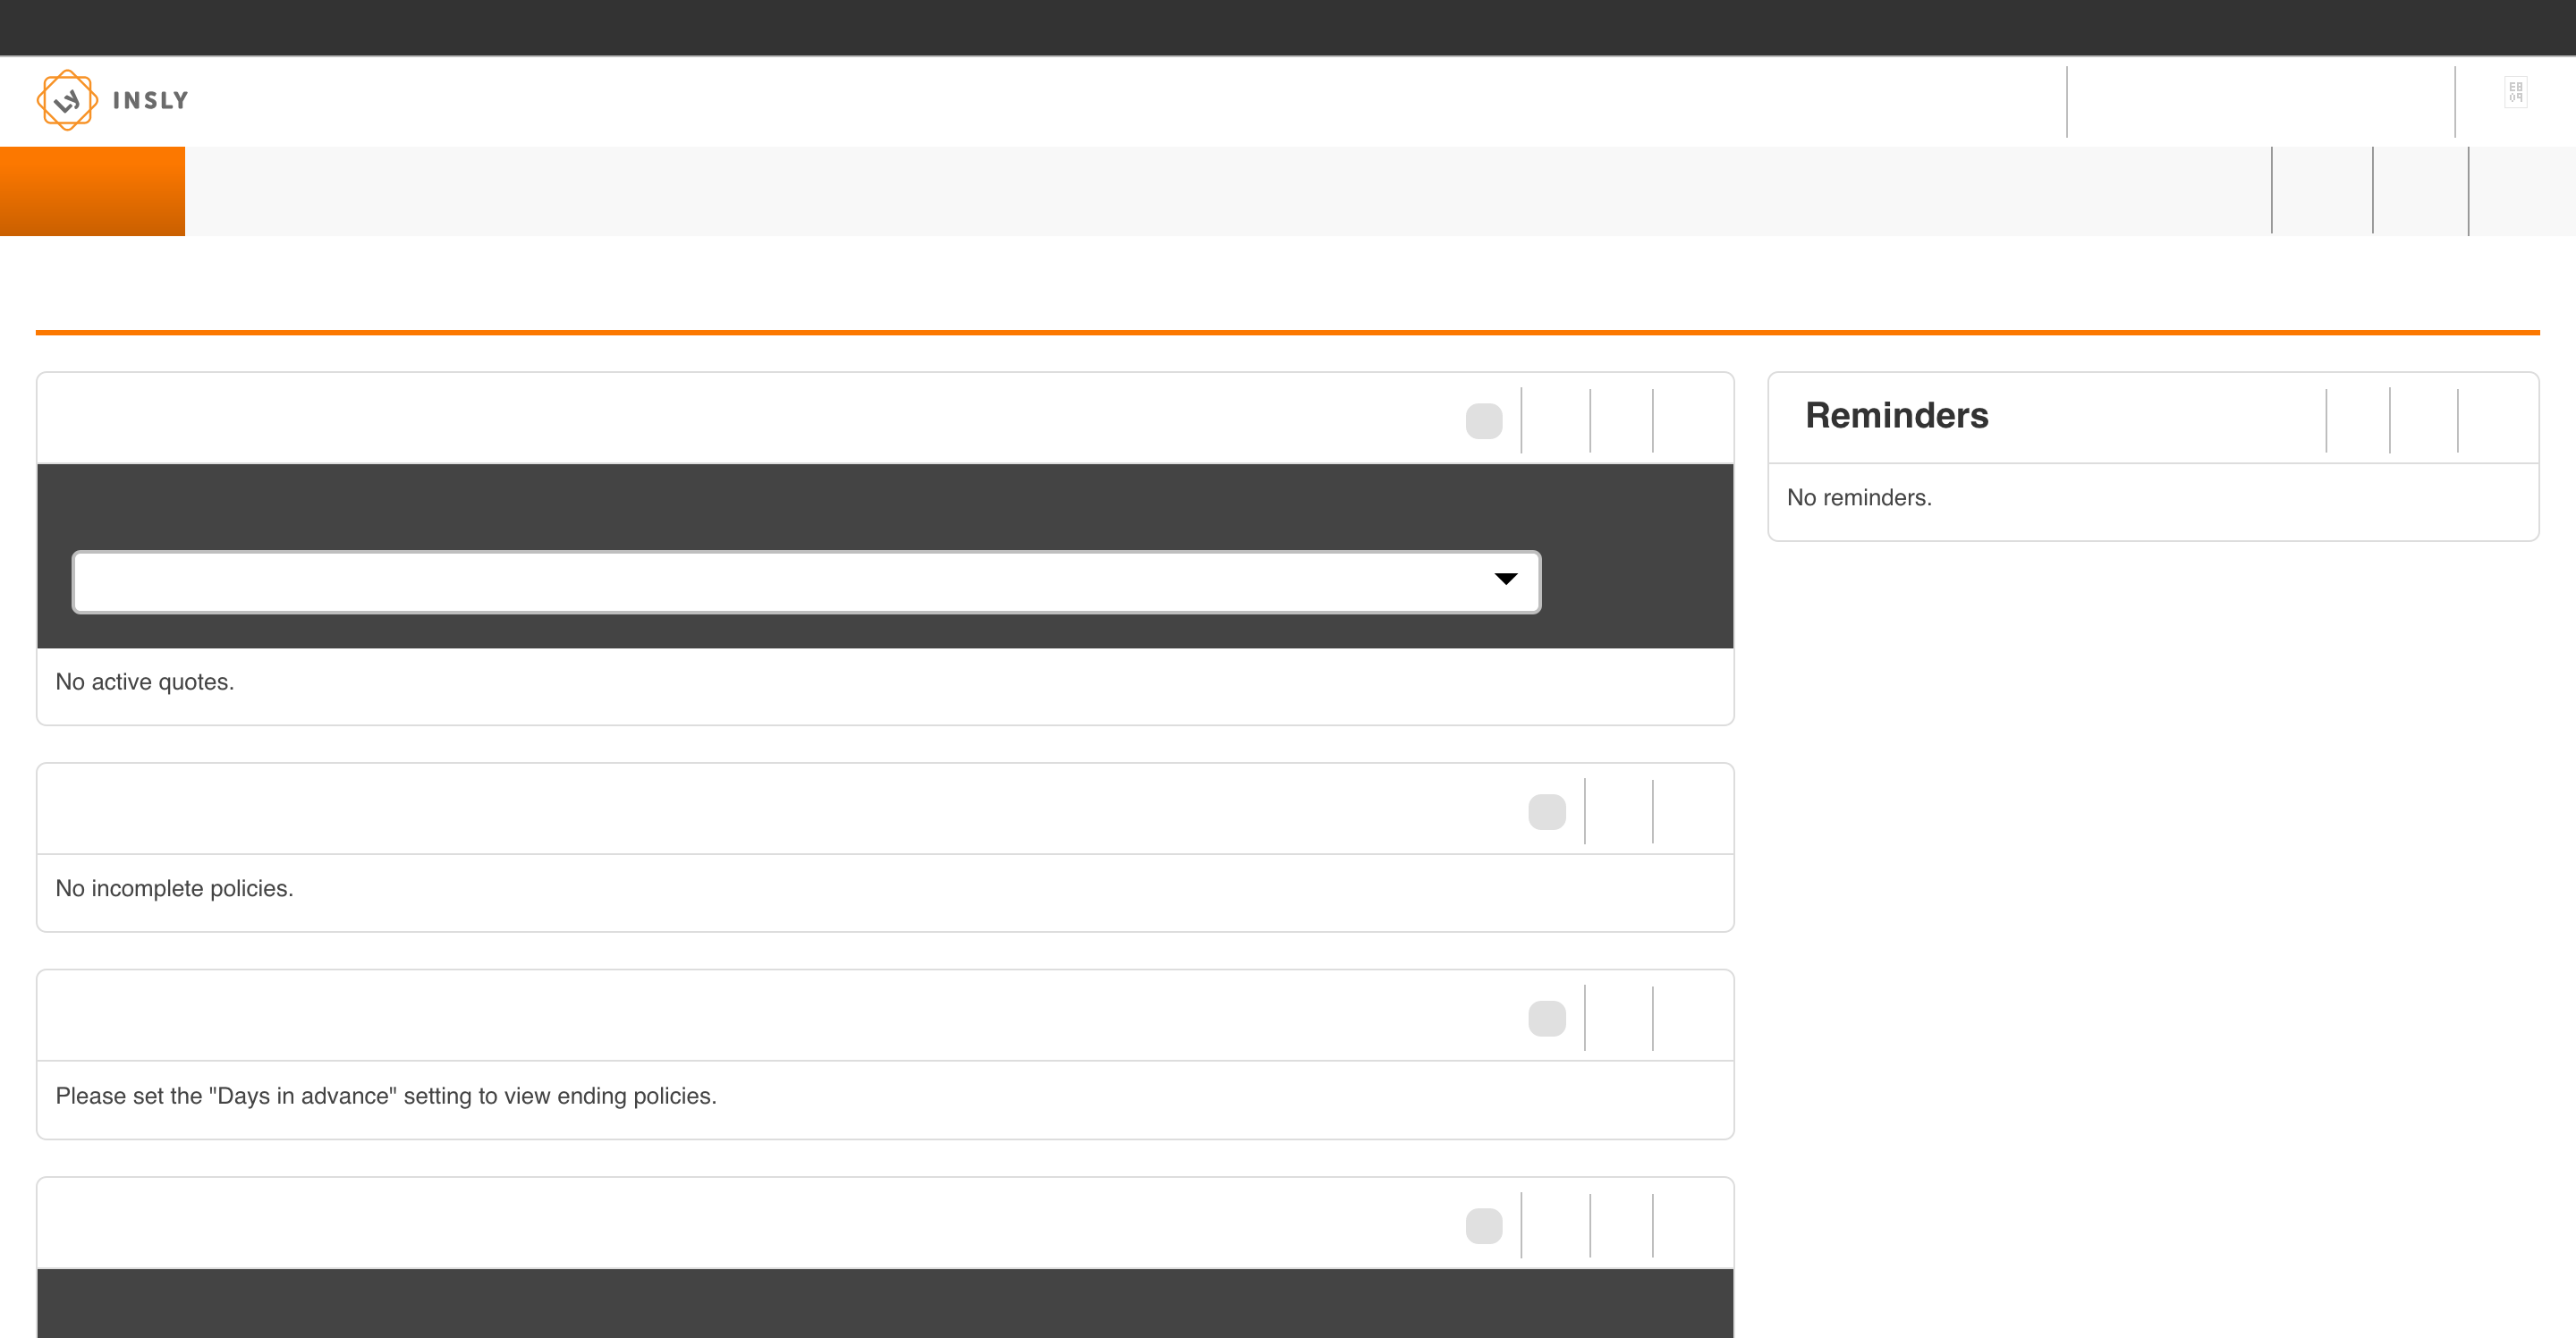 INSLY
Reminders
No reminders.
No active quotes.
No incomplete policies.
Please set the "Days in advance" setting to view ending policies.